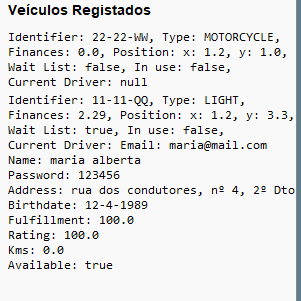 Veículos Registados
Identifier: 22-22-WW, Type: MOTORCYCLE,
Finances: 0.0, Position: x: 1.2, y: 1.0,
Wait List: false, In use: false,
Current Driver: null
Identifier: 11-11-QQ, Type: LIGHT,
Finances: 2.29, Position: x: 1.2, y: 3.3,
Wait List: true, In use: false,
Current Driver: Email: maria@mail.com
Name: maria alberta
Password: 123456
Address: rua dos condutores, nº 4, 2º Dto
Birthdate: 12-4-1989
Fulfillment: 100.0
Rating: 100.0
Kms: 0.0
Available: true